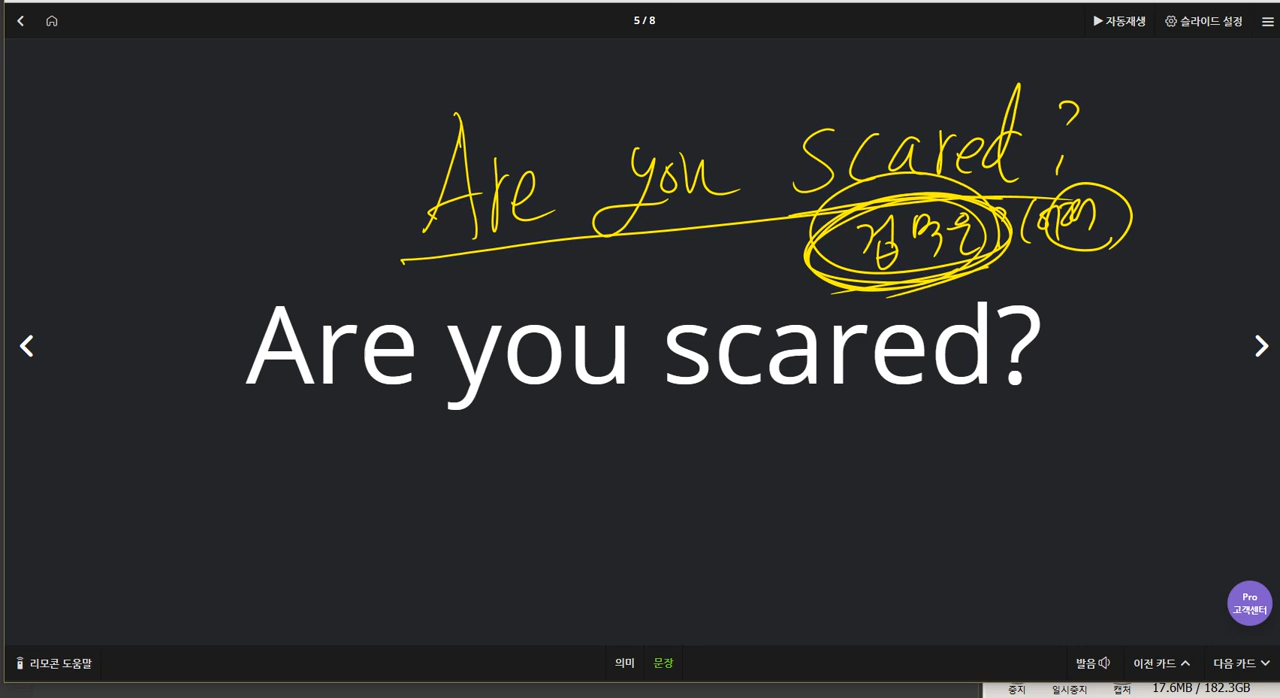 5 / 8
▶ 자동재생
슬라이드 설정
Are you scared?
겁먹은
Are you scared?
Pro
고객센터
리모콘 도움말
의미
문장
발음
이전 카드
다음 카드
중지
일시중지
캡처
17.6MB / 182.3GB